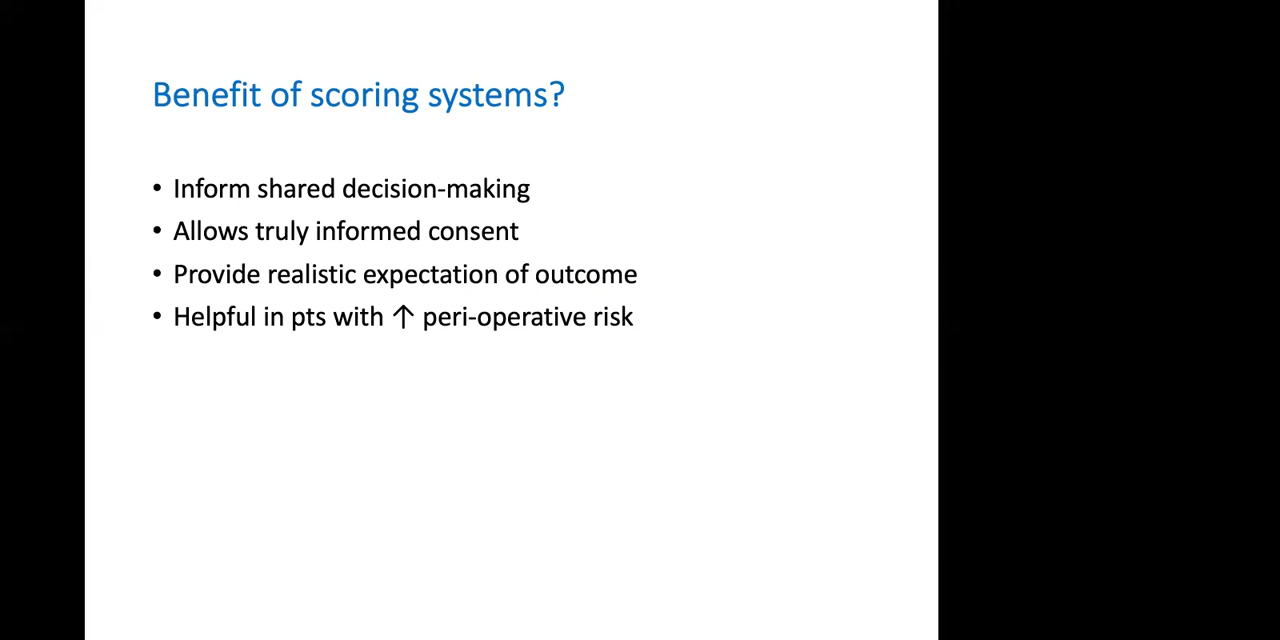 Benefit of scoring systems?
• Inform shared decision-making
• Allows truly informed consent
• Provide realistic expectation of outcome
• Helpful in pts with ↑ peri-operative risk